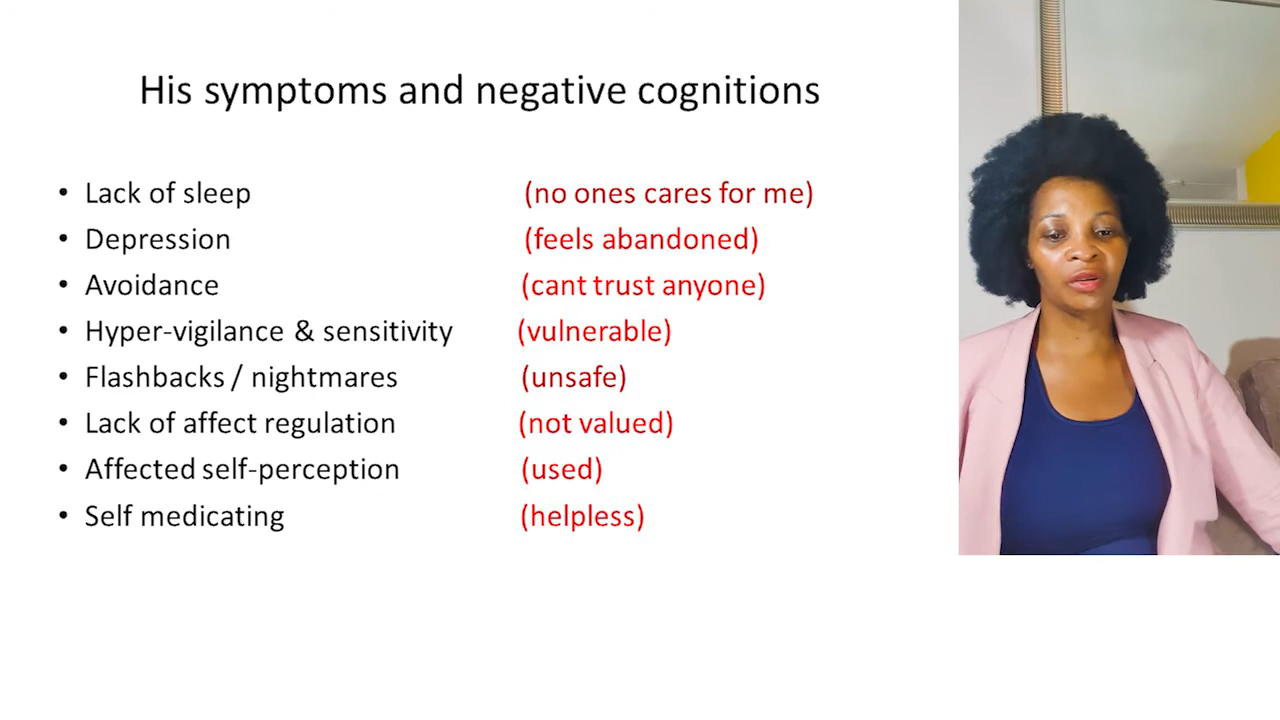 His symptoms and negative cognitions
• Lack of sleep (no ones cares for me)
• Depression (feels abandoned)
• Avoidance (cant trust anyone)
• Hyper-vigilance & sensitivity (vulnerable)
• Flashbacks / nightmares (unsafe)
• Lack of affect regulation (not valued)
• Affected self-perception (used)
• Self medicating (helpless)